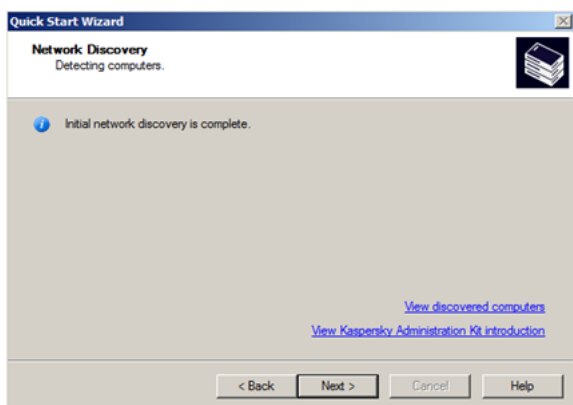 Quick Start Wizard
Network Discovery
Detecting computers.
Initial network discovery is complete.
View discovered computers
View Kaspersky Administration Kit introduction
< Back
Next >
Cancel
Help